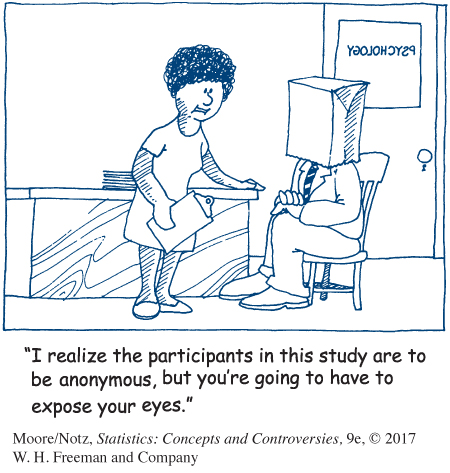 PSYCHOLOGY
"I realize the participants in this study are to
be anonymous, but you're going to have to
expose your eyes."
Moore/Notz, Statistics: Concepts and Controversies, 9e, © 2017
W. H. Freeman and Company